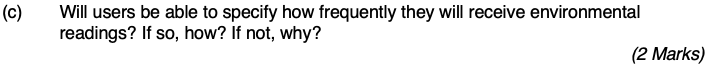 (c) Will users be able to specify how frequently they will receive environmental
readings? If so, how? If not, why?
(2 Marks)